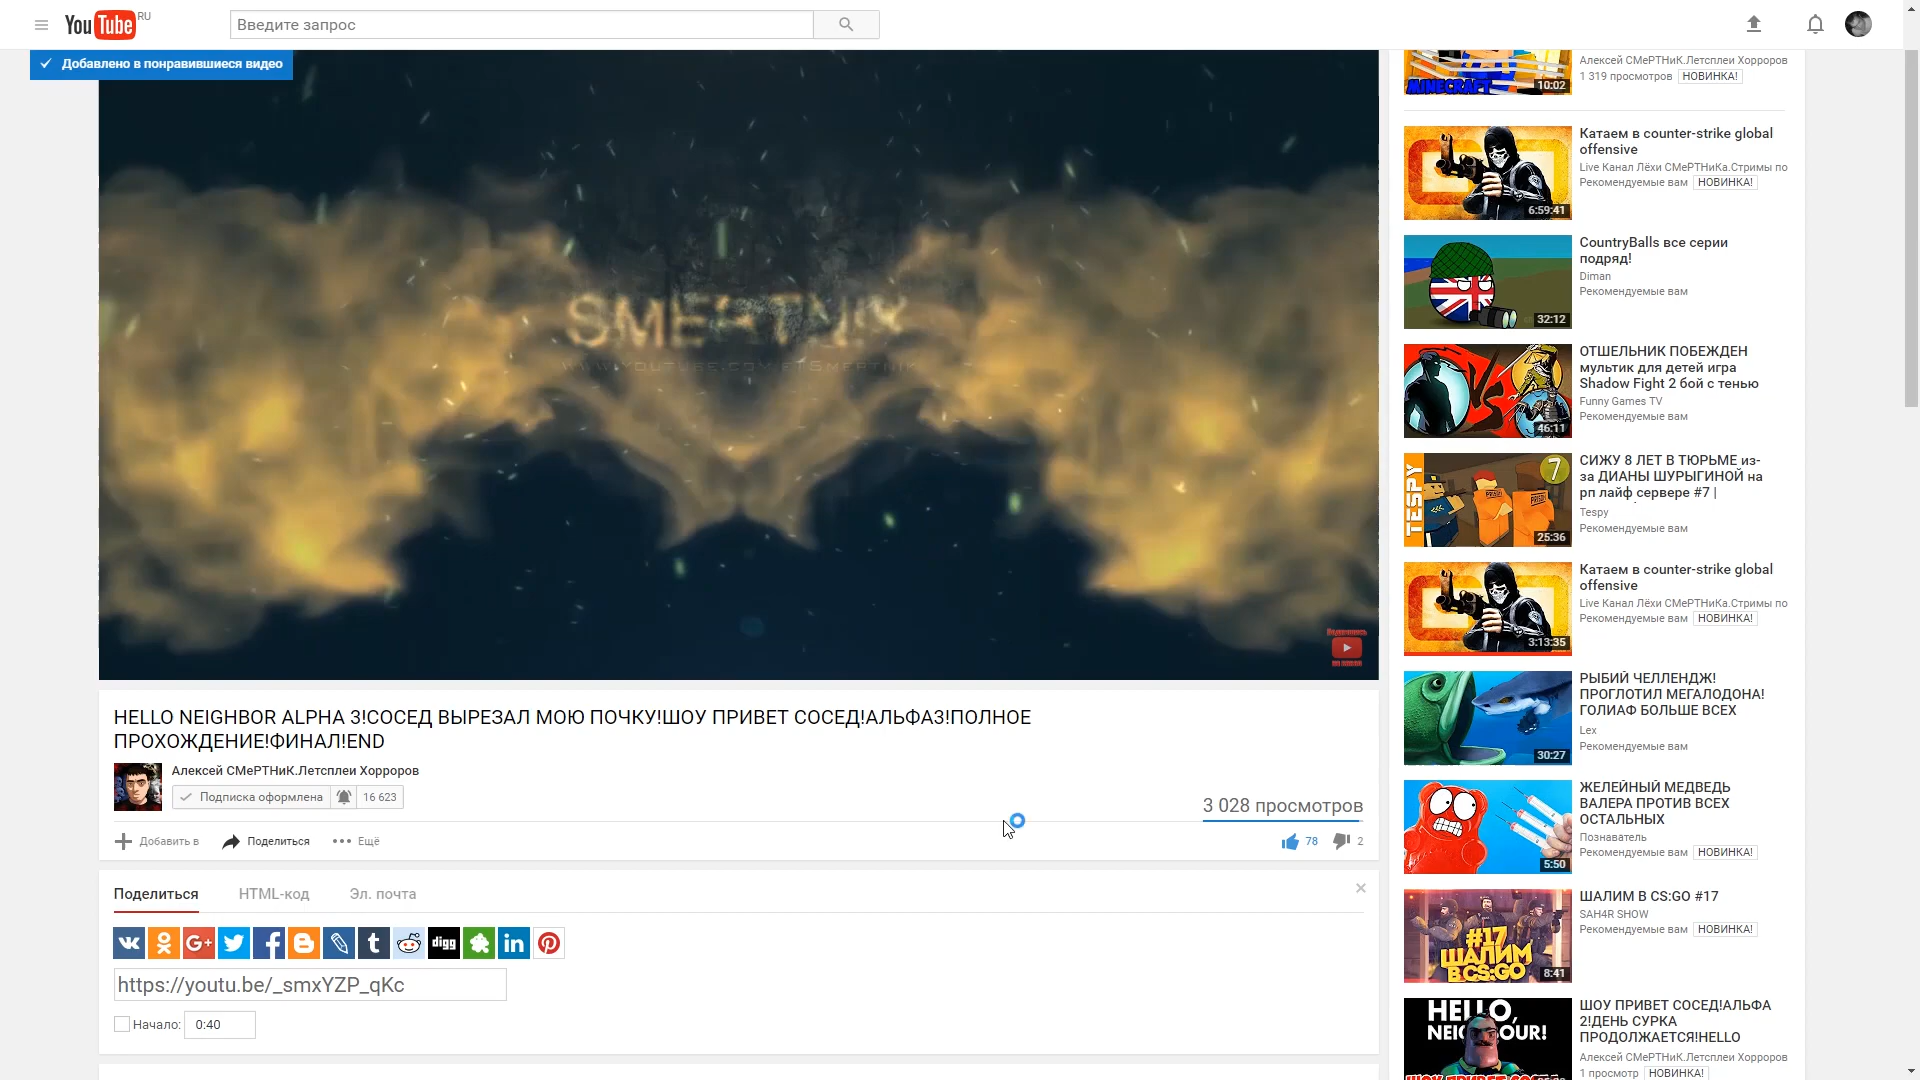 YouTube RU
Введите запрос
Добавлено в понравившиеся видео
SMERTNIK
HELLO NEIGHBOR ALPHA 3!СОСЕД ВЫРЕЗАЛ МОЮ ПОЧКУ!ШОУ ПРИВЕТ СОСЕД!АЛЬФА3!ПОЛНОЕ
ПРОХОЖДЕНИЕ!ФИНАЛ!END
Алексей СМеРТНиК.Летсплеи Хорроров
Подписка оформлена 16 623
3 028 просмотров
Добавить в Поделиться Ещё 78 2
Поделиться HTML-код Эл. почта
digg
https://youtu.be/_smxYZP_qKc
Начало: 0:40
MINECRAFT 10:02
Алексей СМеРТНиК.Летсплеи Хорроров
1 319 просмотров НОВИНКА!
6:59:41
Катаем в counter-strike global
offensive
Live Канал Лёхи СМеРТНиКа.Стримы по
Рекомендуемые вам НОВИНКА!
32:12
CountryBalls все серии
подряд!
Diman
Рекомендуемые вам
VS 46:11
ОТШЕЛЬНИК ПОБЕЖДЕН
мультик для детей игра
Shadow Fight 2 бой с тенью
Funny Games TV
Рекомендуемые вам
TESPY 7 25:36
СИЖУ 8 ЛЕТ В ТЮРЬМЕ из-
за ДИАНЫ ШУРЫГИНОЙ на
рп лайф сервере #7 |
Tespy
Рекомендуемые вам
3:13:35
Катаем в counter-strike global
offensive
Live Канал Лёхи СМеРТНиКа.Стримы по
Рекомендуемые вам НОВИНКА!
30:27
РЫБИЙ ЧЕЛЛЕНДЖ!
ПРОГЛОТИЛ МЕГАЛОДОНА!
ГОЛИАФ БОЛЬШЕ ВСЕХ
Lex
Рекомендуемые вам
5:50
ЖЕЛЕЙНЫЙ МЕДВЕДЬ
ВАЛЕРА ПРОТИВ ВСЕХ
ОСТАЛЬНЫХ
Познаватель
Рекомендуемые вам НОВИНКА!
#17
ШАЛИМ
В CS:GO
8:41
ШАЛИМ В CS:GO #17
SAH4R SHOW
Рекомендуемые вам НОВИНКА!
HELLO,
NEIGHBOUR!
ШОУ ПРИВЕТ СОСЕД!АЛЬФА
2!ДЕНЬ СУРКА
ПРОДОЛЖАЕТСЯ!HELLO
Алексей СМеРТНиК.Летсплеи Хорроров
1 просмотр НОВИНКА!